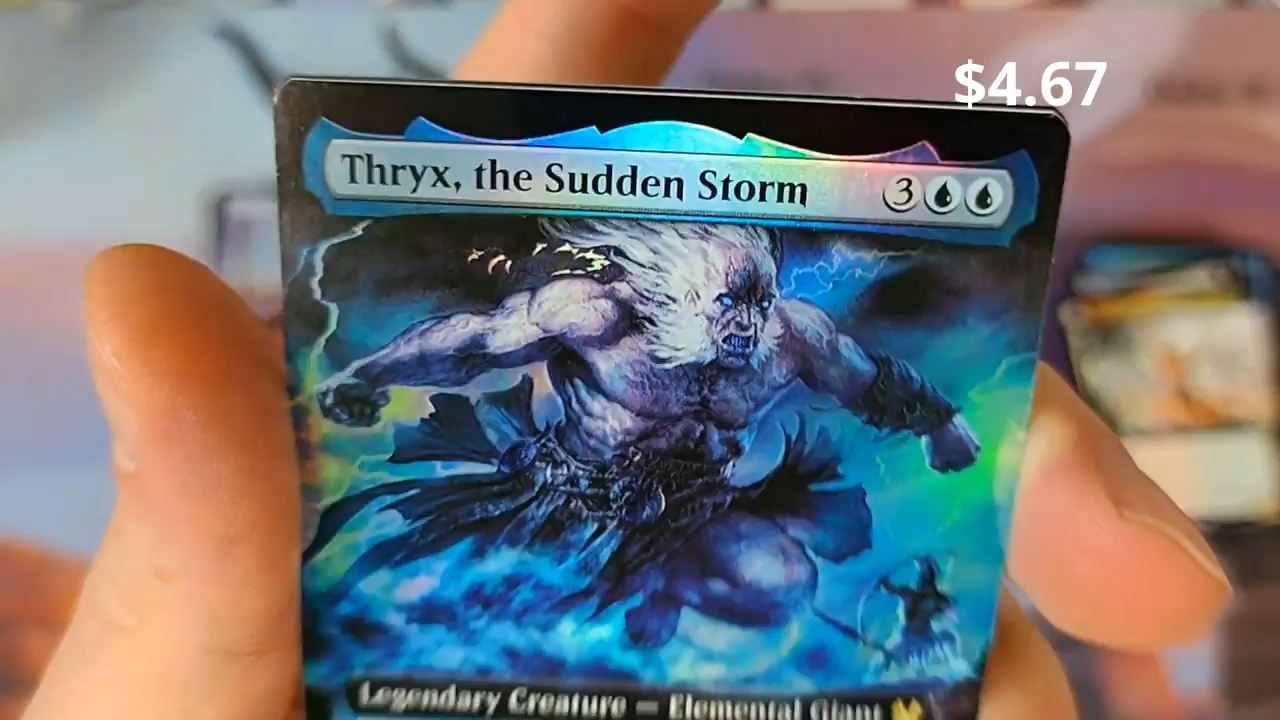 $4.67
Thryx, the Sudden Storm 3
Legendary Creature — Elemental Giant